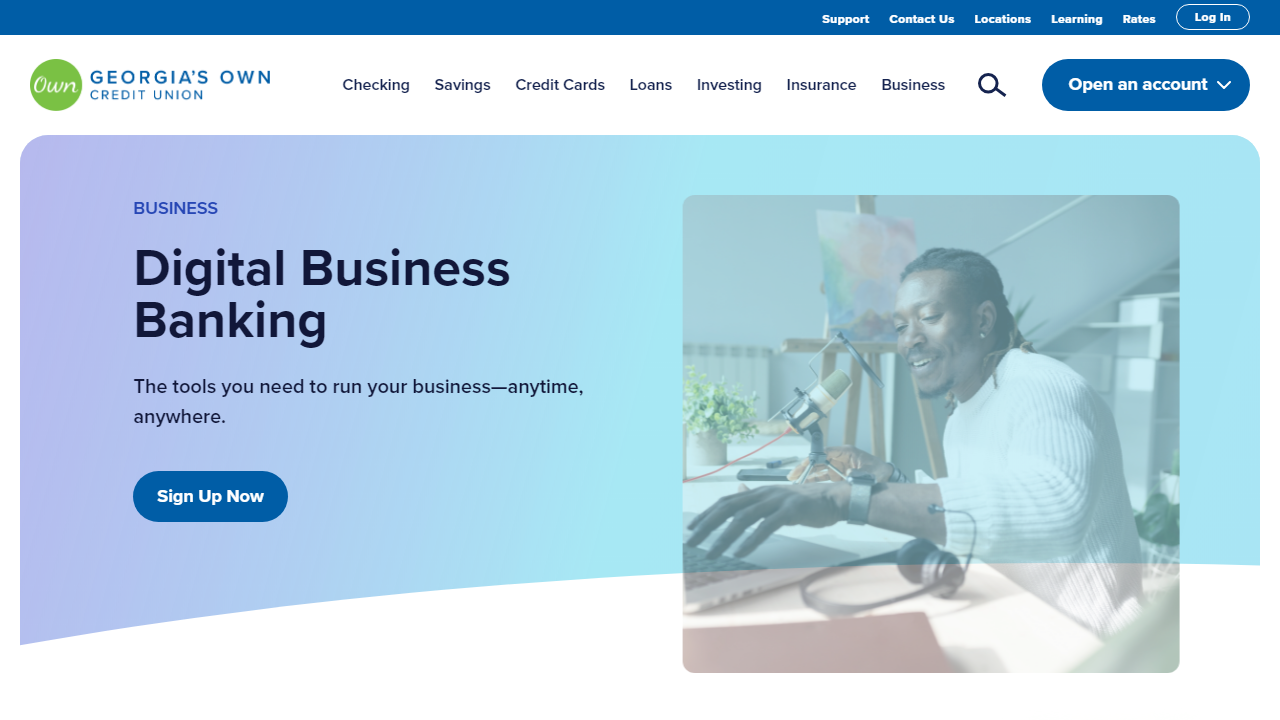 Support Contact Us Locations Learning Rates Log In
Own GEORGIA'S OWN
CREDIT UNION
Checking Savings Credit Cards Loans Investing Insurance Business Open an account
BUSINESS
Digital Business
Banking
The tools you need to run your business—anytime,
anywhere.
Sign Up Now